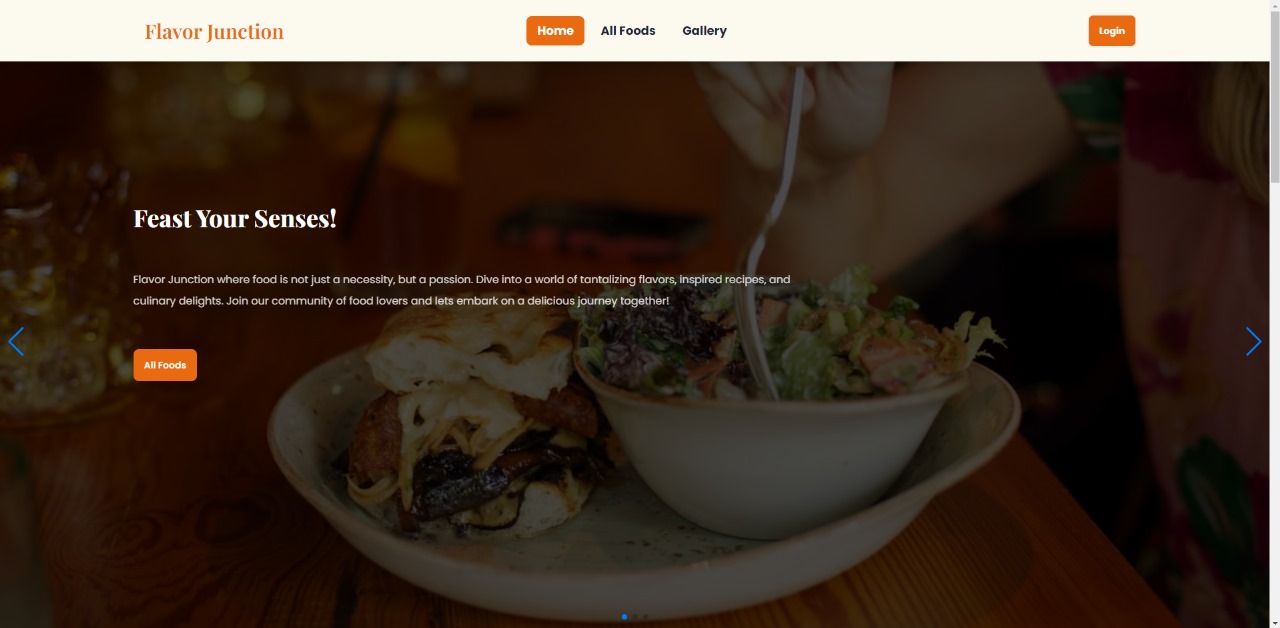 Flavor Junction
Home
All Foods
Gallery
Login
Feast Your Senses!
Flavor Junction where food is not just a necessity, but a passion. Dive into a world of tantalizing flavors, inspired recipes, and
culinary delights. Join our community of food lovers and lets embark on a delicious journey together!
All Foods